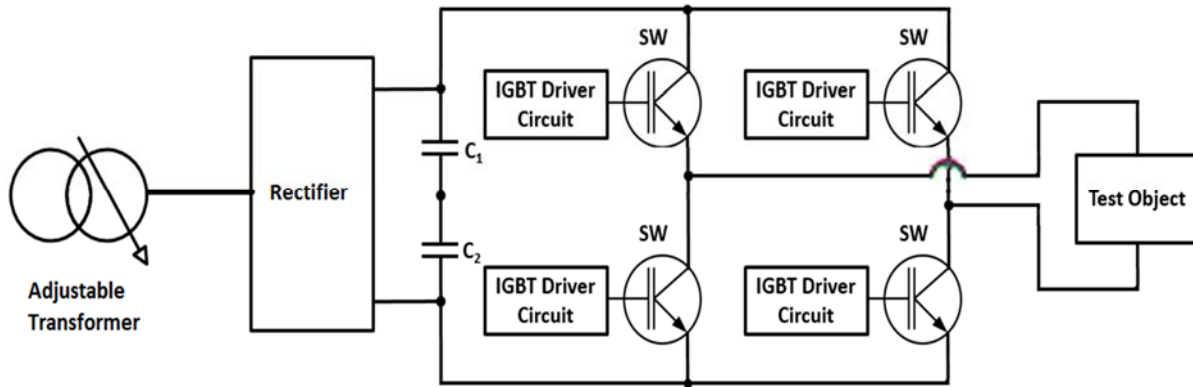 SW
SW
IGBT Driver
Circuit
IGBT Driver
Circuit
C1
Rectifier
Test Object
SW
SW
C2
IGBT Driver
Circuit
IGBT Driver
Circuit
Adjustable
Transformer